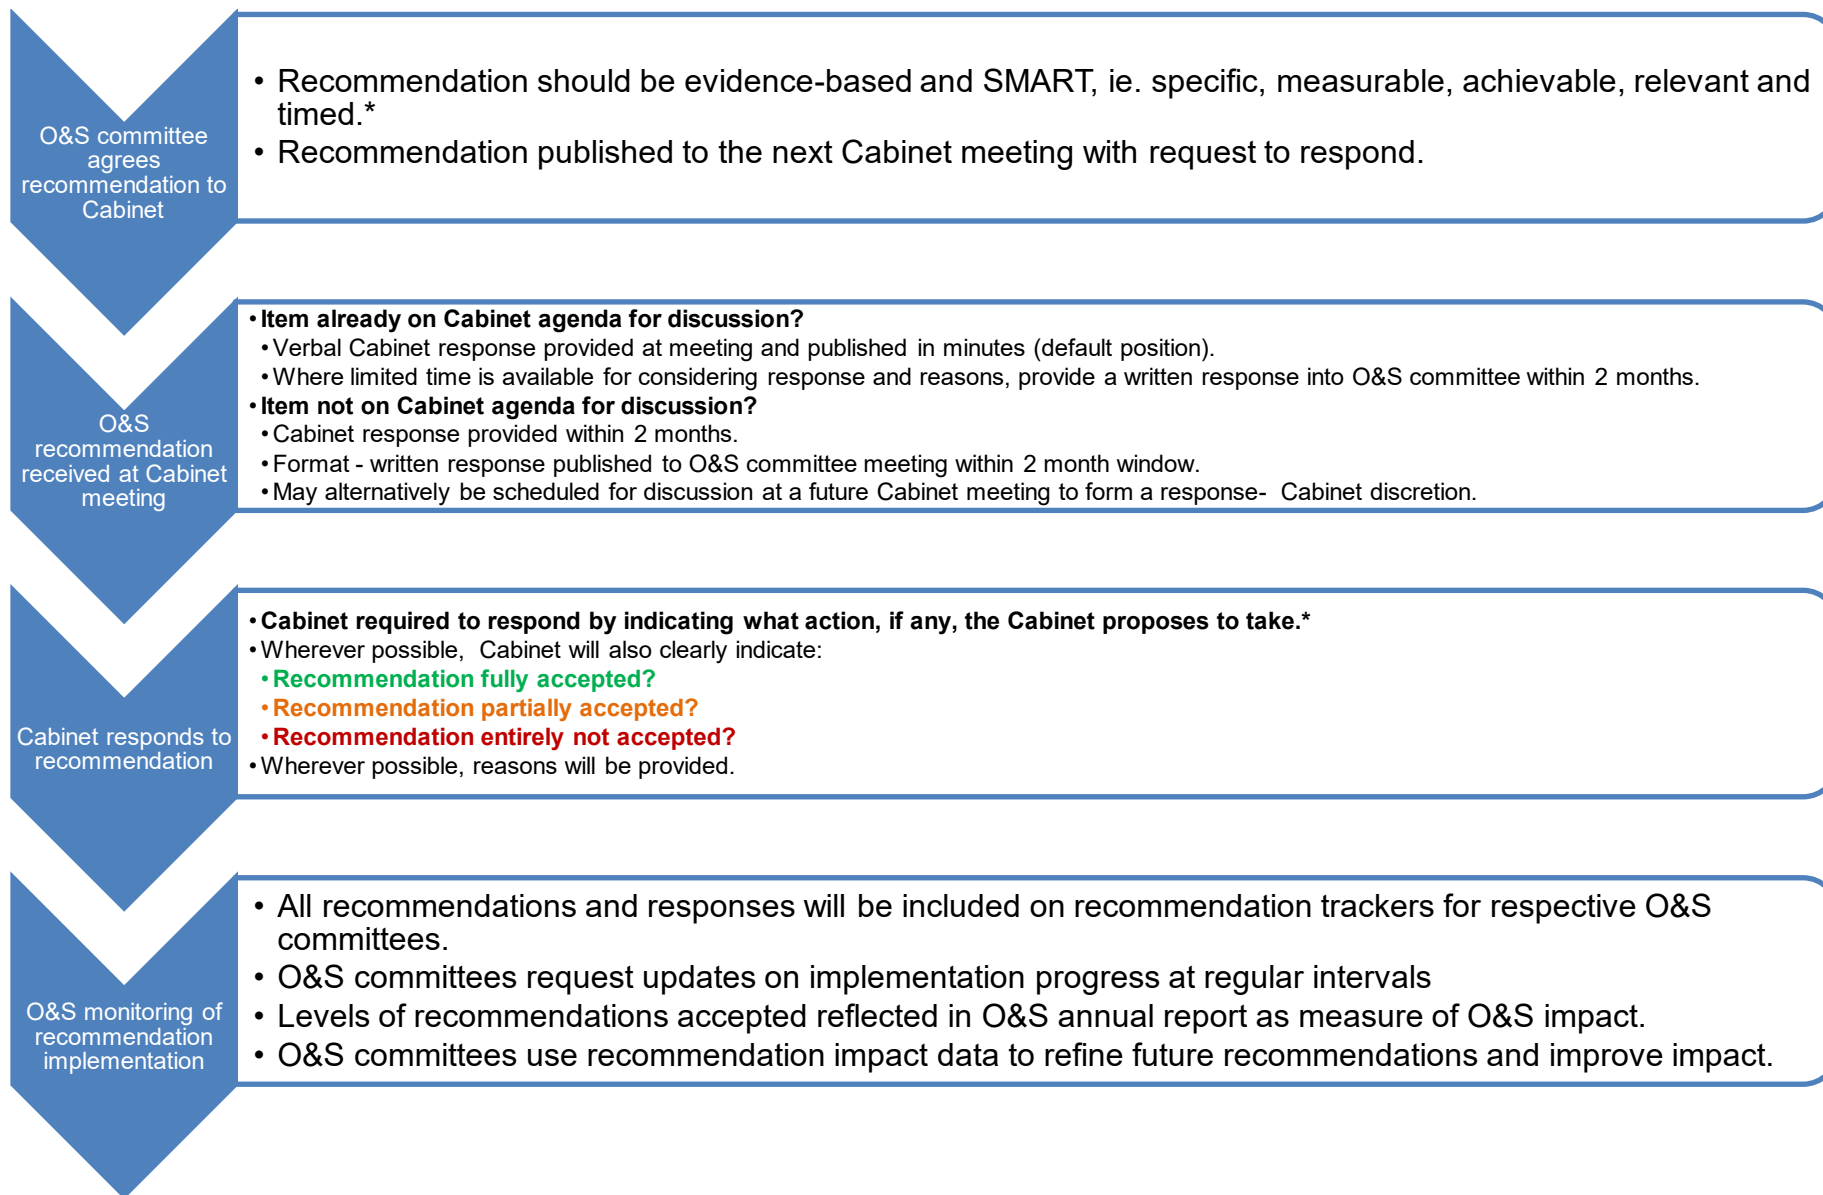 O&S committee
agrees
recommendation to
Cabinet
• Recommendation should be evidence-based and SMART, ie. specific, measurable, achievable, relevant and
timed.*
• Recommendation published to the next Cabinet meeting with request to respond.
O&S
recommendation
received at Cabinet
meeting
• Item already on Cabinet agenda for discussion?
• Verbal Cabinet response provided at meeting and published in minutes (default position).
• Where limited time is available for considering response and reasons, provide a written response into O&S committee within 2 months.
• Item not on Cabinet agenda for discussion?
• Cabinet response provided within 2 months.
• Format - written response published to O&S committee meeting within 2 month window.
• May alternatively be scheduled for discussion at a future Cabinet meeting to form a response- Cabinet discretion.
Cabinet responds to
recommendation
• Cabinet required to respond by indicating what action, if any, the Cabinet proposes to take.*
• Wherever possible, Cabinet will also clearly indicate:
• Recommendation fully accepted?
• Recommendation partially accepted?
• Recommendation entirely not accepted?
• Wherever possible, reasons will be provided.
O&S monitoring of
recommendation
implementation
• All recommendations and responses will be included on recommendation trackers for respective O&S
committees.
• O&S committees request updates on implementation progress at regular intervals
• Levels of recommendations accepted reflected in O&S annual report as measure of O&S impact.
• O&S committees use recommendation impact data to refine future recommendations and improve impact.